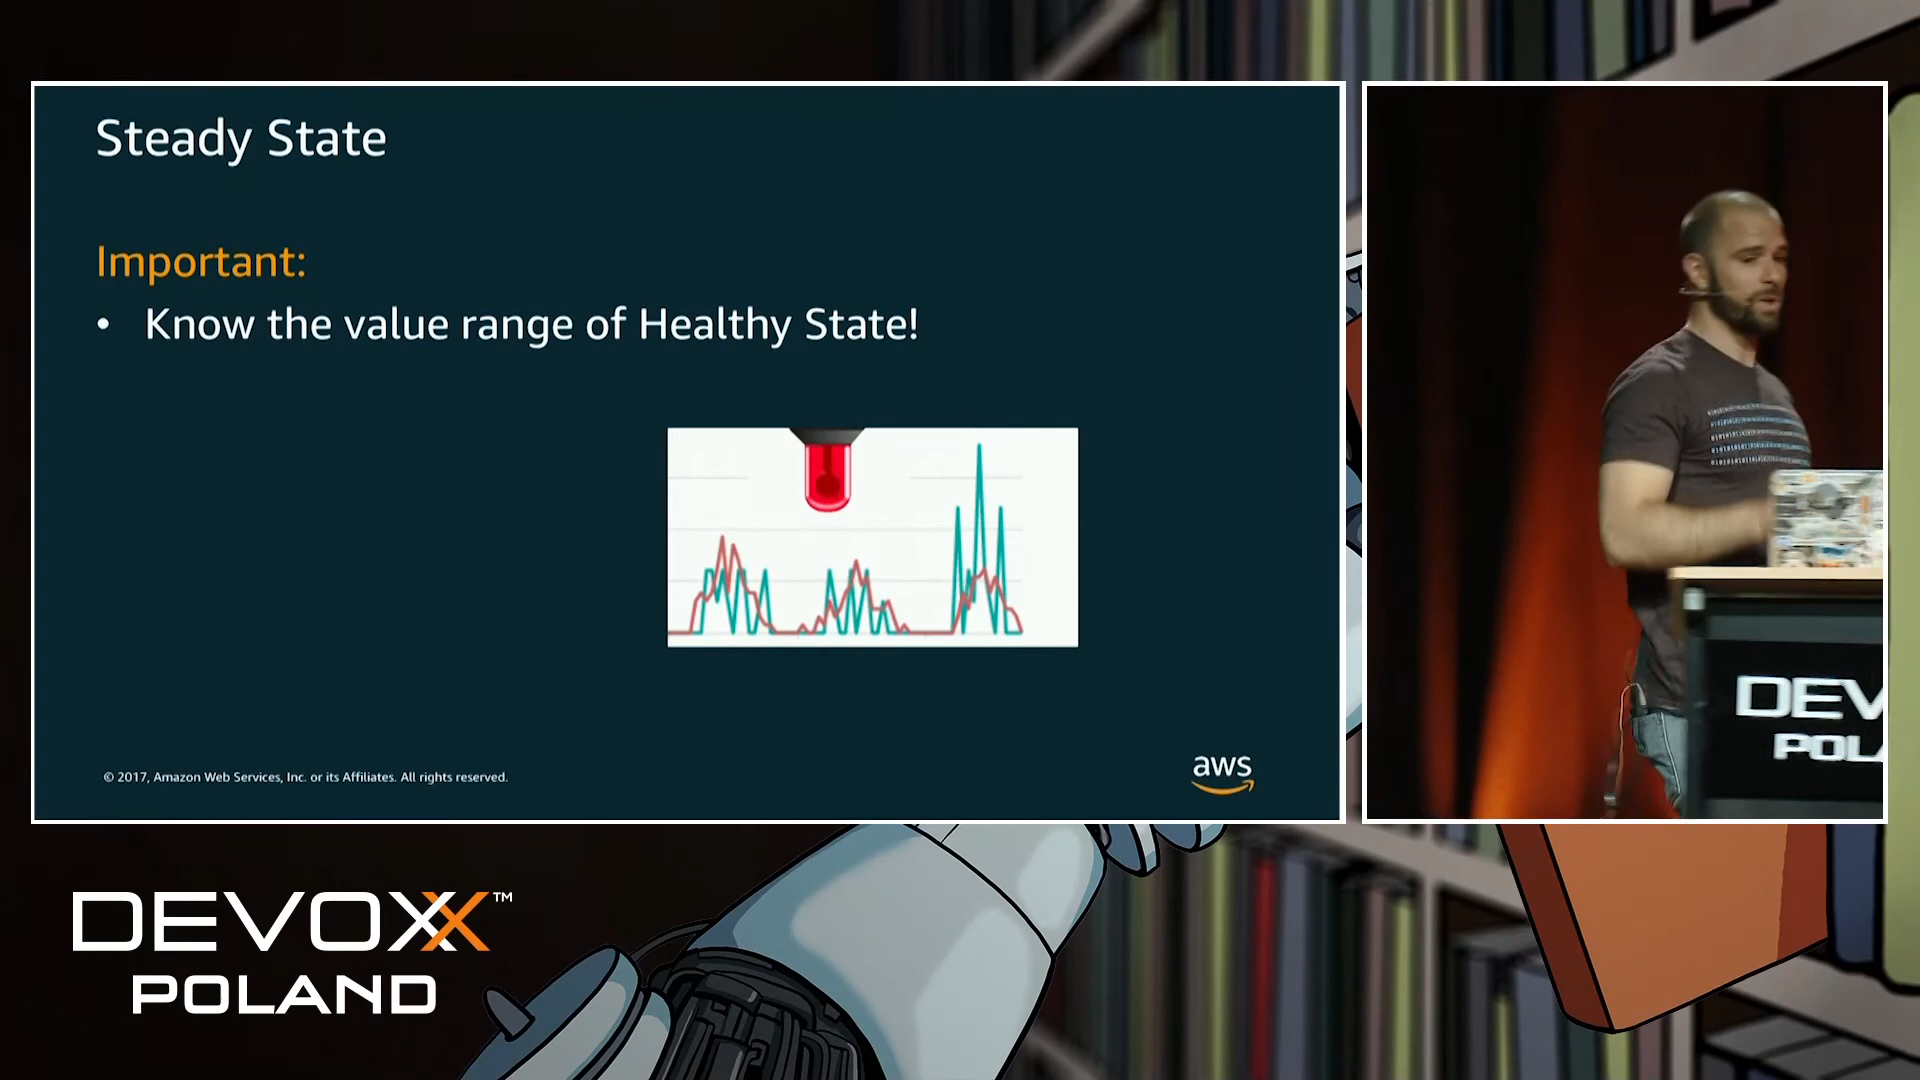 Steady State
Important:
• Know the value range of Healthy State!
© 2017, Amazon Web Services, Inc. or its Affiliates. All rights reserved.
aws
DEV
POL
DEVOXX™
POLAND